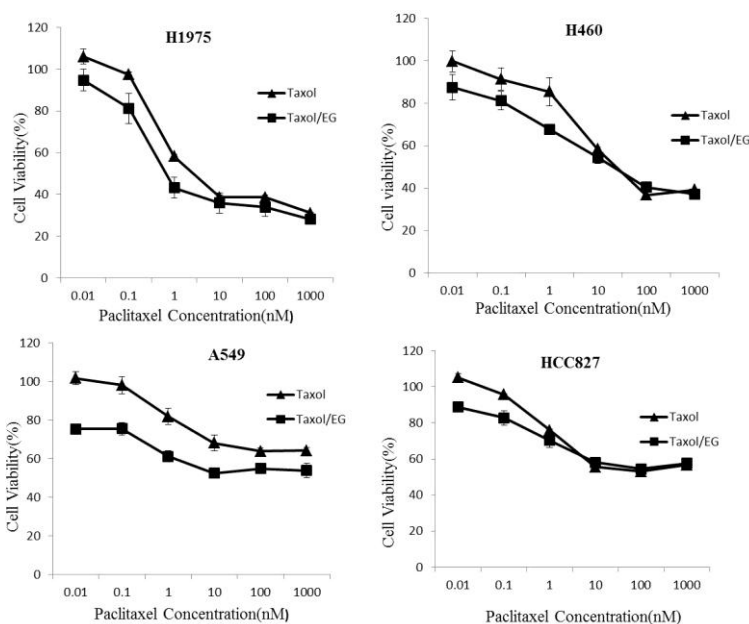 H1975
Cell Viability(%)
120
100
80
60
40
20
0
Taxol
Taxol/EG
0.01 0.1 1 10 100 1000
Paclitaxel Concentration(nM)
H460
Cell viability(%)
120
100
80
60
40
20
0
Taxol
Taxol/EG
0.01 0.1 1 10 100 1000
Paclitaxel Concentration(nM)
A549
Cell Viability(%)
120
100
80
60
40
20
0
Taxol
Taxol/EG
0.01 0.1 1 10 100 1000
Paclitaxel Concentration(nM)
HCC827
Cell Viability(%)
120
100
80
60
40
20
0
Taxol
Taxol/EG
0.01 0.1 1 10 100 1000
Paclitaxel Concentration(nM)